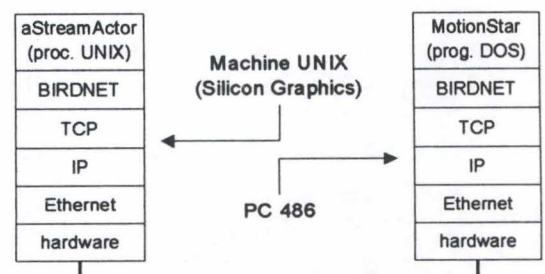 aStreamActor
(proc. UNIX)
BIRDNET
TCP
IP
Ethernet
hardware
Machine UNIX
(Silicon Graphics)
PC 486
MotionStar
(prog. DOS)
BIRDNET
TCP
IP
Ethernet
hardware